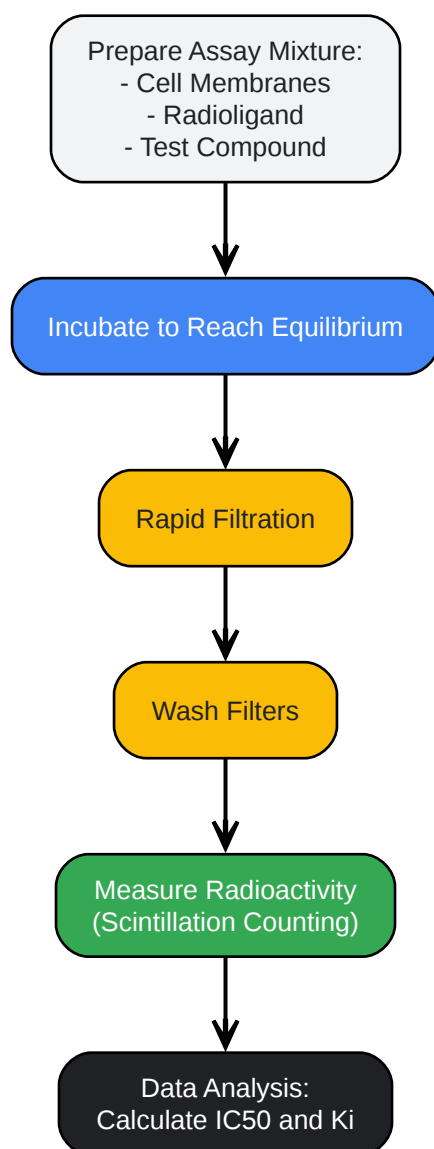 Prepare Assay Mixture:
- Cell Membranes
- Radioligand
- Test Compound
Incubate to Reach Equilibrium
Rapid Filtration
Wash Filters
Measure Radioactivity
(Scintillation Counting)
Data Analysis:
Calculate IC50 and Ki